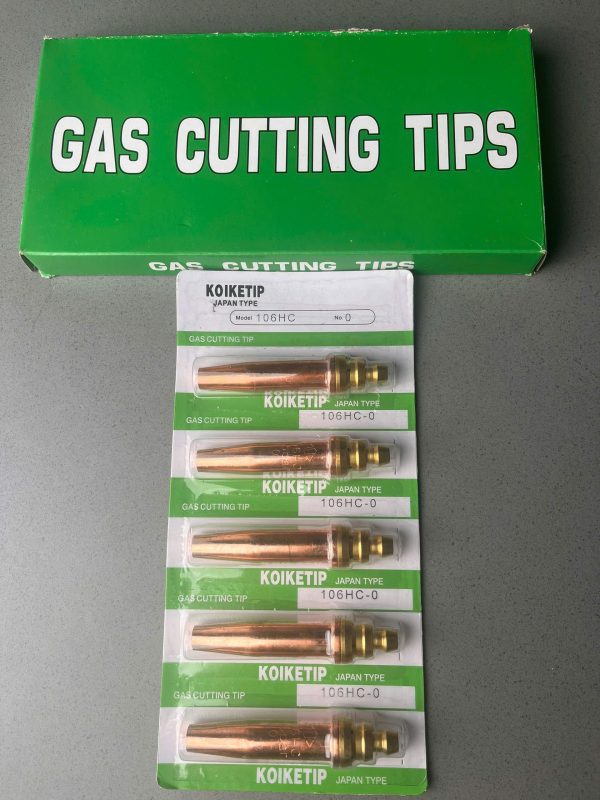 GAS CUTTING TIPS
GAS CUTTING TIPS
KOIKETIP
JAPAN TYPE
Model 106HC No. 0
GAS CUTTING TIP
KOIKETIP JAPAN TYPE
GAS CUTTING TIP 106HC-0
KOIKETIP JAPAN TYPE
GAS CUTTING TIP 106HC-0
KOIKETIP JAPAN TYPE
GAS CUTTING TIP 106HC-0
KOIKETIP JAPAN TYPE
GAS CUTTING TIP 106HC-0
KOIKETIP JAPAN TYPE